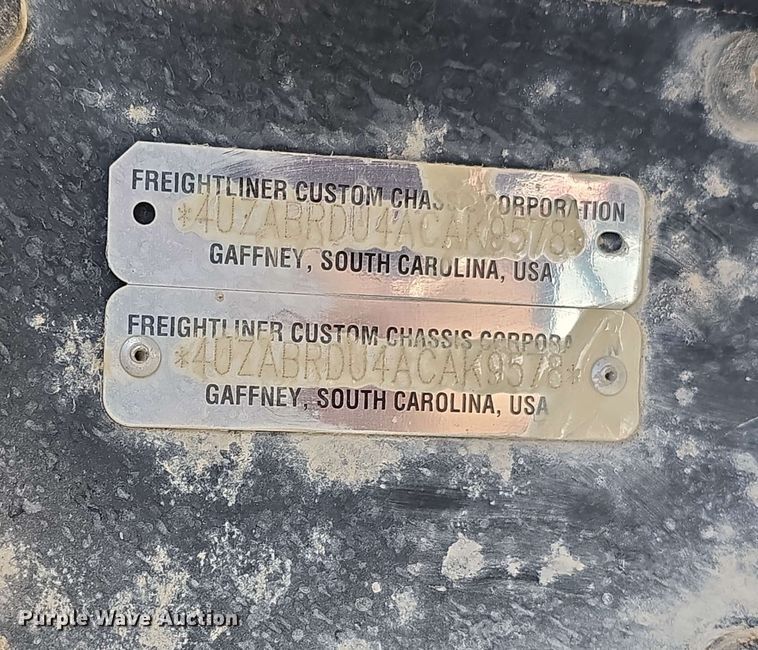 FREIGHTLINER CUSTOM CHASSIS CORPORATION
*4UZABRDU4ACAK9578*
GAFFNEY, SOUTH CAROLINA, USA
FREIGHTLINER CUSTOM CHASSIS CORPORATION
*4UZABRDU4ACAK9578*
GAFFNEY, SOUTH CAROLINA, USA
Purple Wave Auction